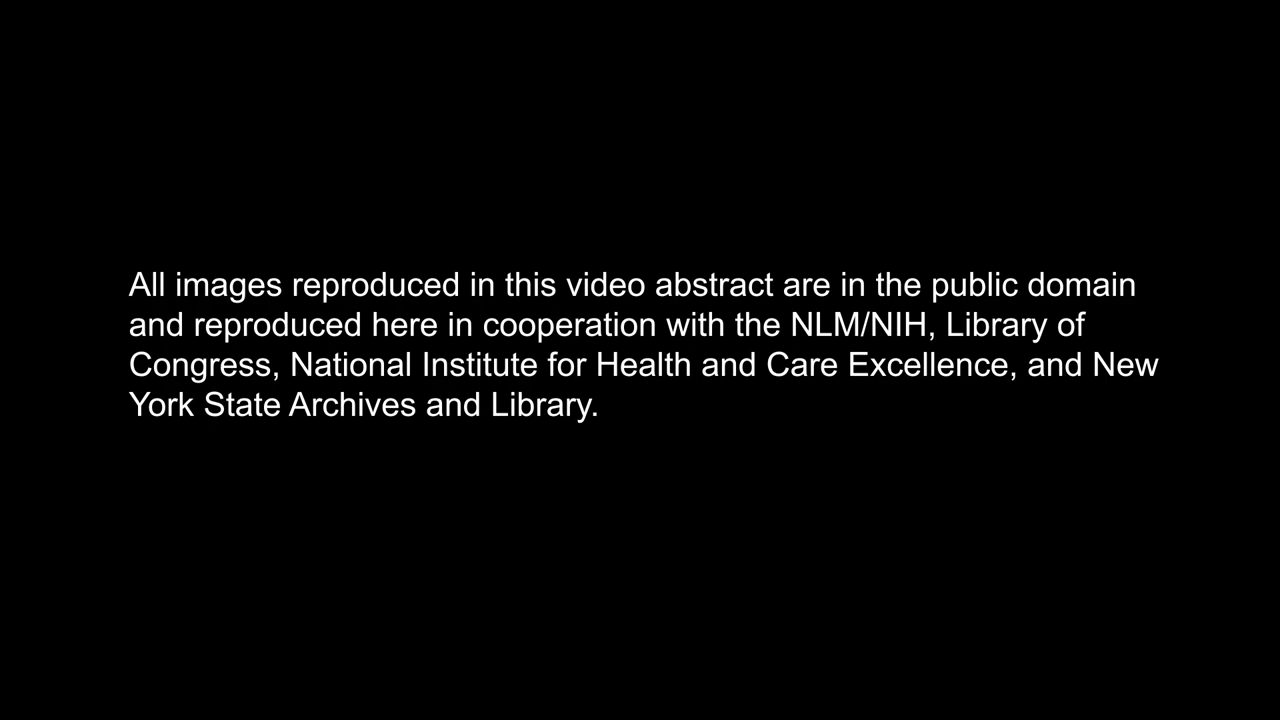 All images reproduced in this video abstract are in the public domain
and reproduced here in cooperation with the NLM/NIH, Library of
Congress, National Institute for Health and Care Excellence, and New
York State Archives and Library.